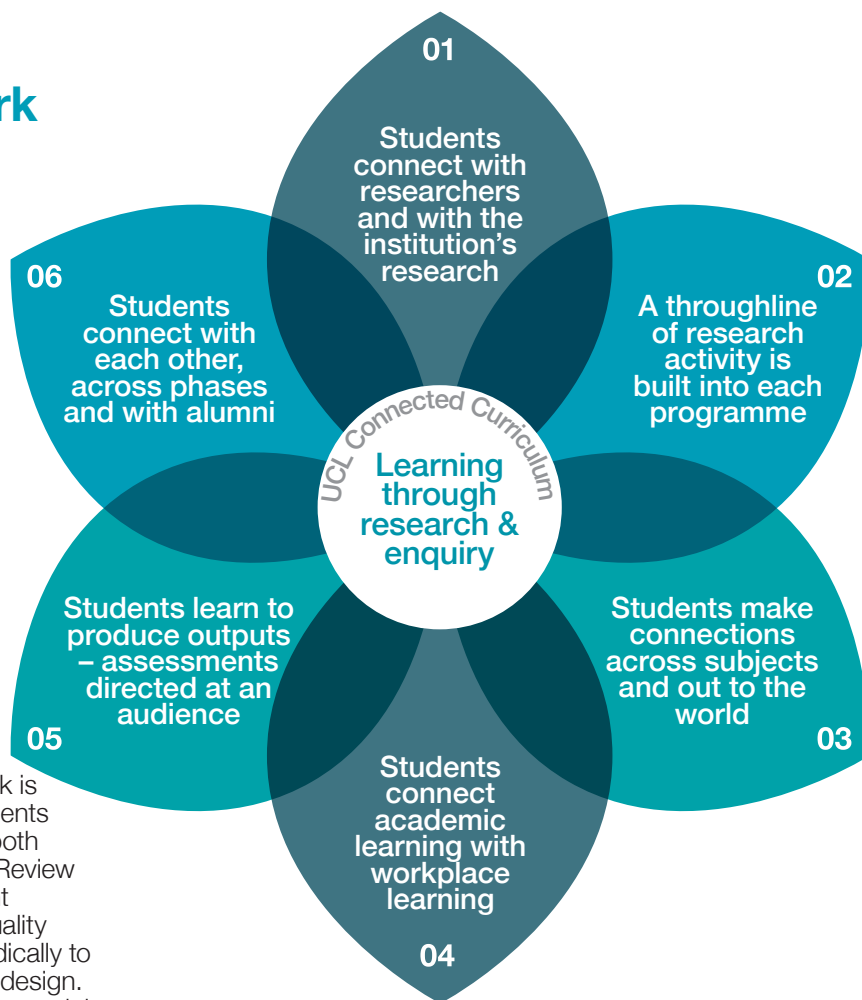 rk
01
Students
connect with
researchers
and with the
institution's
research
02
A throughline
of research
activity is
built into each
programme
Students make
connections
across subjects
and out to the
world
03
Students
connect
academic
learning with
workplace
learning
04
Students learn to
produce outputs
– assessments
directed at an
audience
05
06
Students
connect with
each other,
across phases
and with alumni
UCL Connected Curriculum
Learning
through
research &
enquiry
k is
ents
both
Review
t
uality
dically to
design.